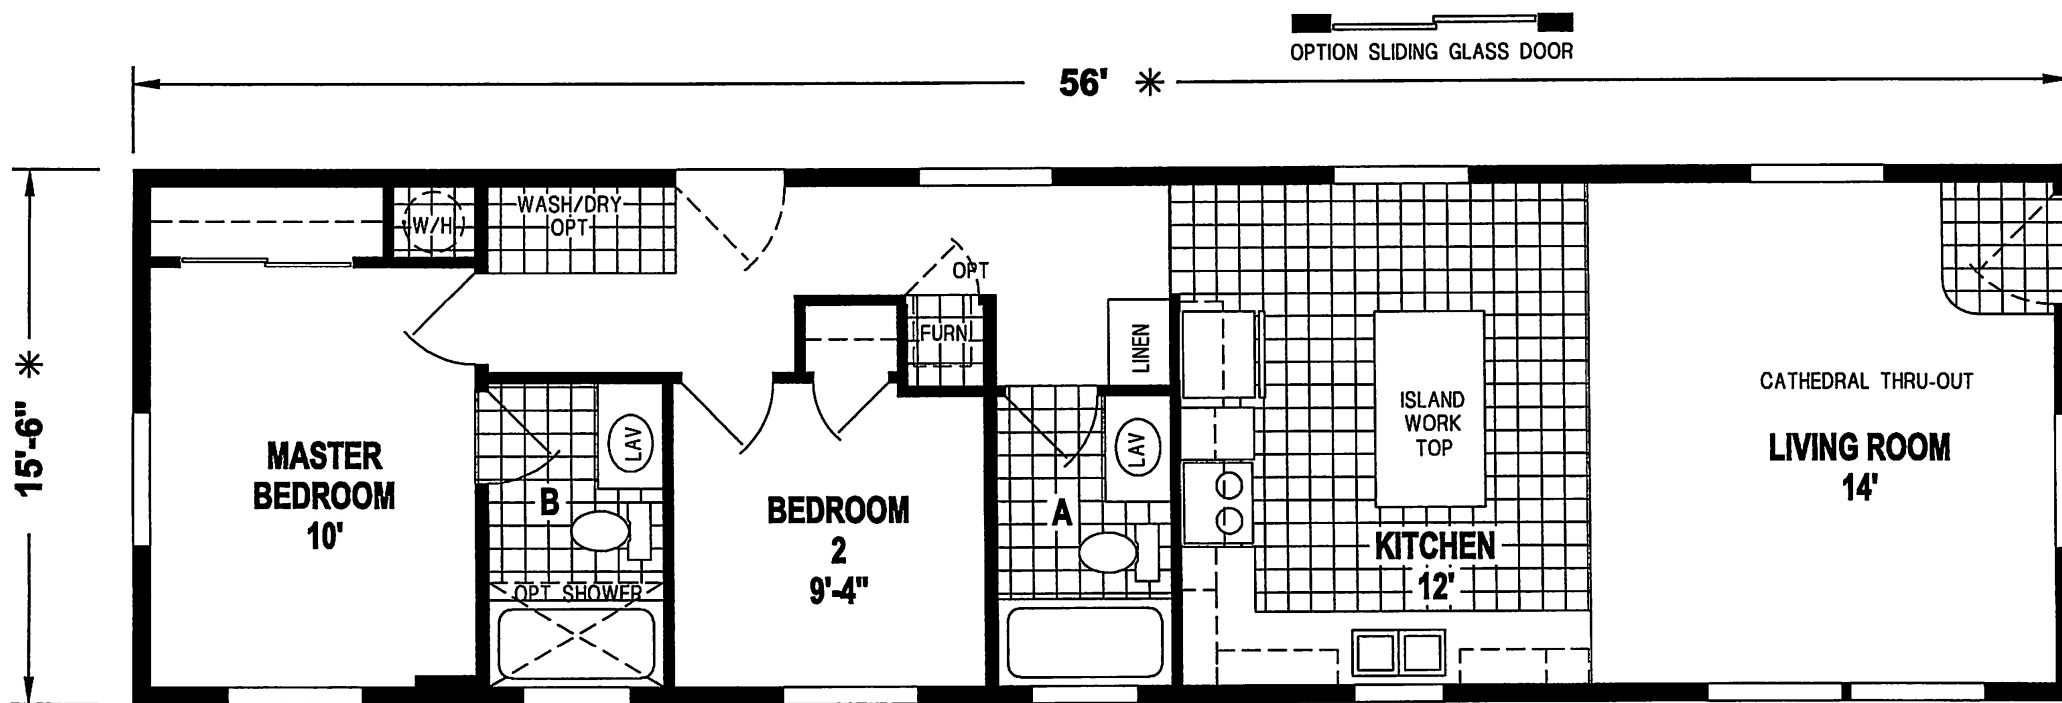 OPTION SLIDING GLASS DOOR
56' *
15'-6" *
WASH/DRY
OPT
W/H
OPT
FURN
LINEN
ISLAND
WORK
TOP
CATHEDRAL THRU-OUT
LIVING ROOM
14'
MASTER
BEDROOM
10'
LAV
B
OPT SHOWER
BEDROOM
2
9'-4"
LAV
A
KITCHEN
12'